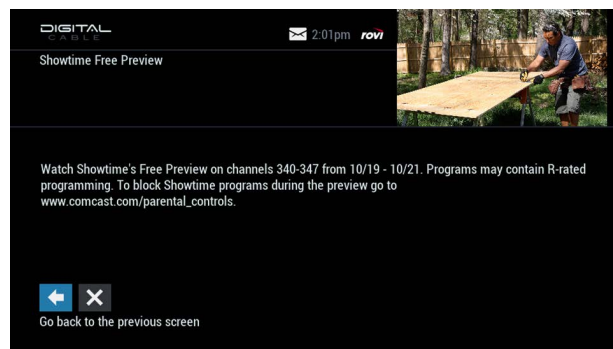 DIGITAL
CABLE
2:01pm rovi
Showtime Free Preview
Watch Showtime's Free Preview on channels 340-347 from 10/19 - 10/21. Programs may contain R-rated
programming. To block Showtime programs during the preview go to
www.comcast.com/parental_controls.
Go back to the previous screen